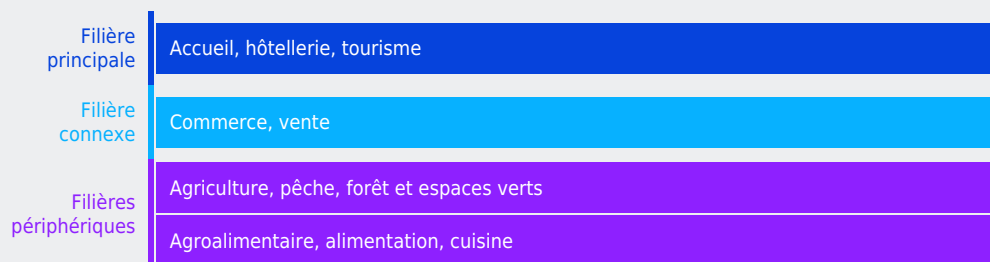 Filière
principale
Accueil, hôtellerie, tourisme
Filière
connexe
Commerce, vente
Filières
périphériques
Agriculture, pêche, forêt et espaces verts
Agroalimentaire, alimentation, cuisine